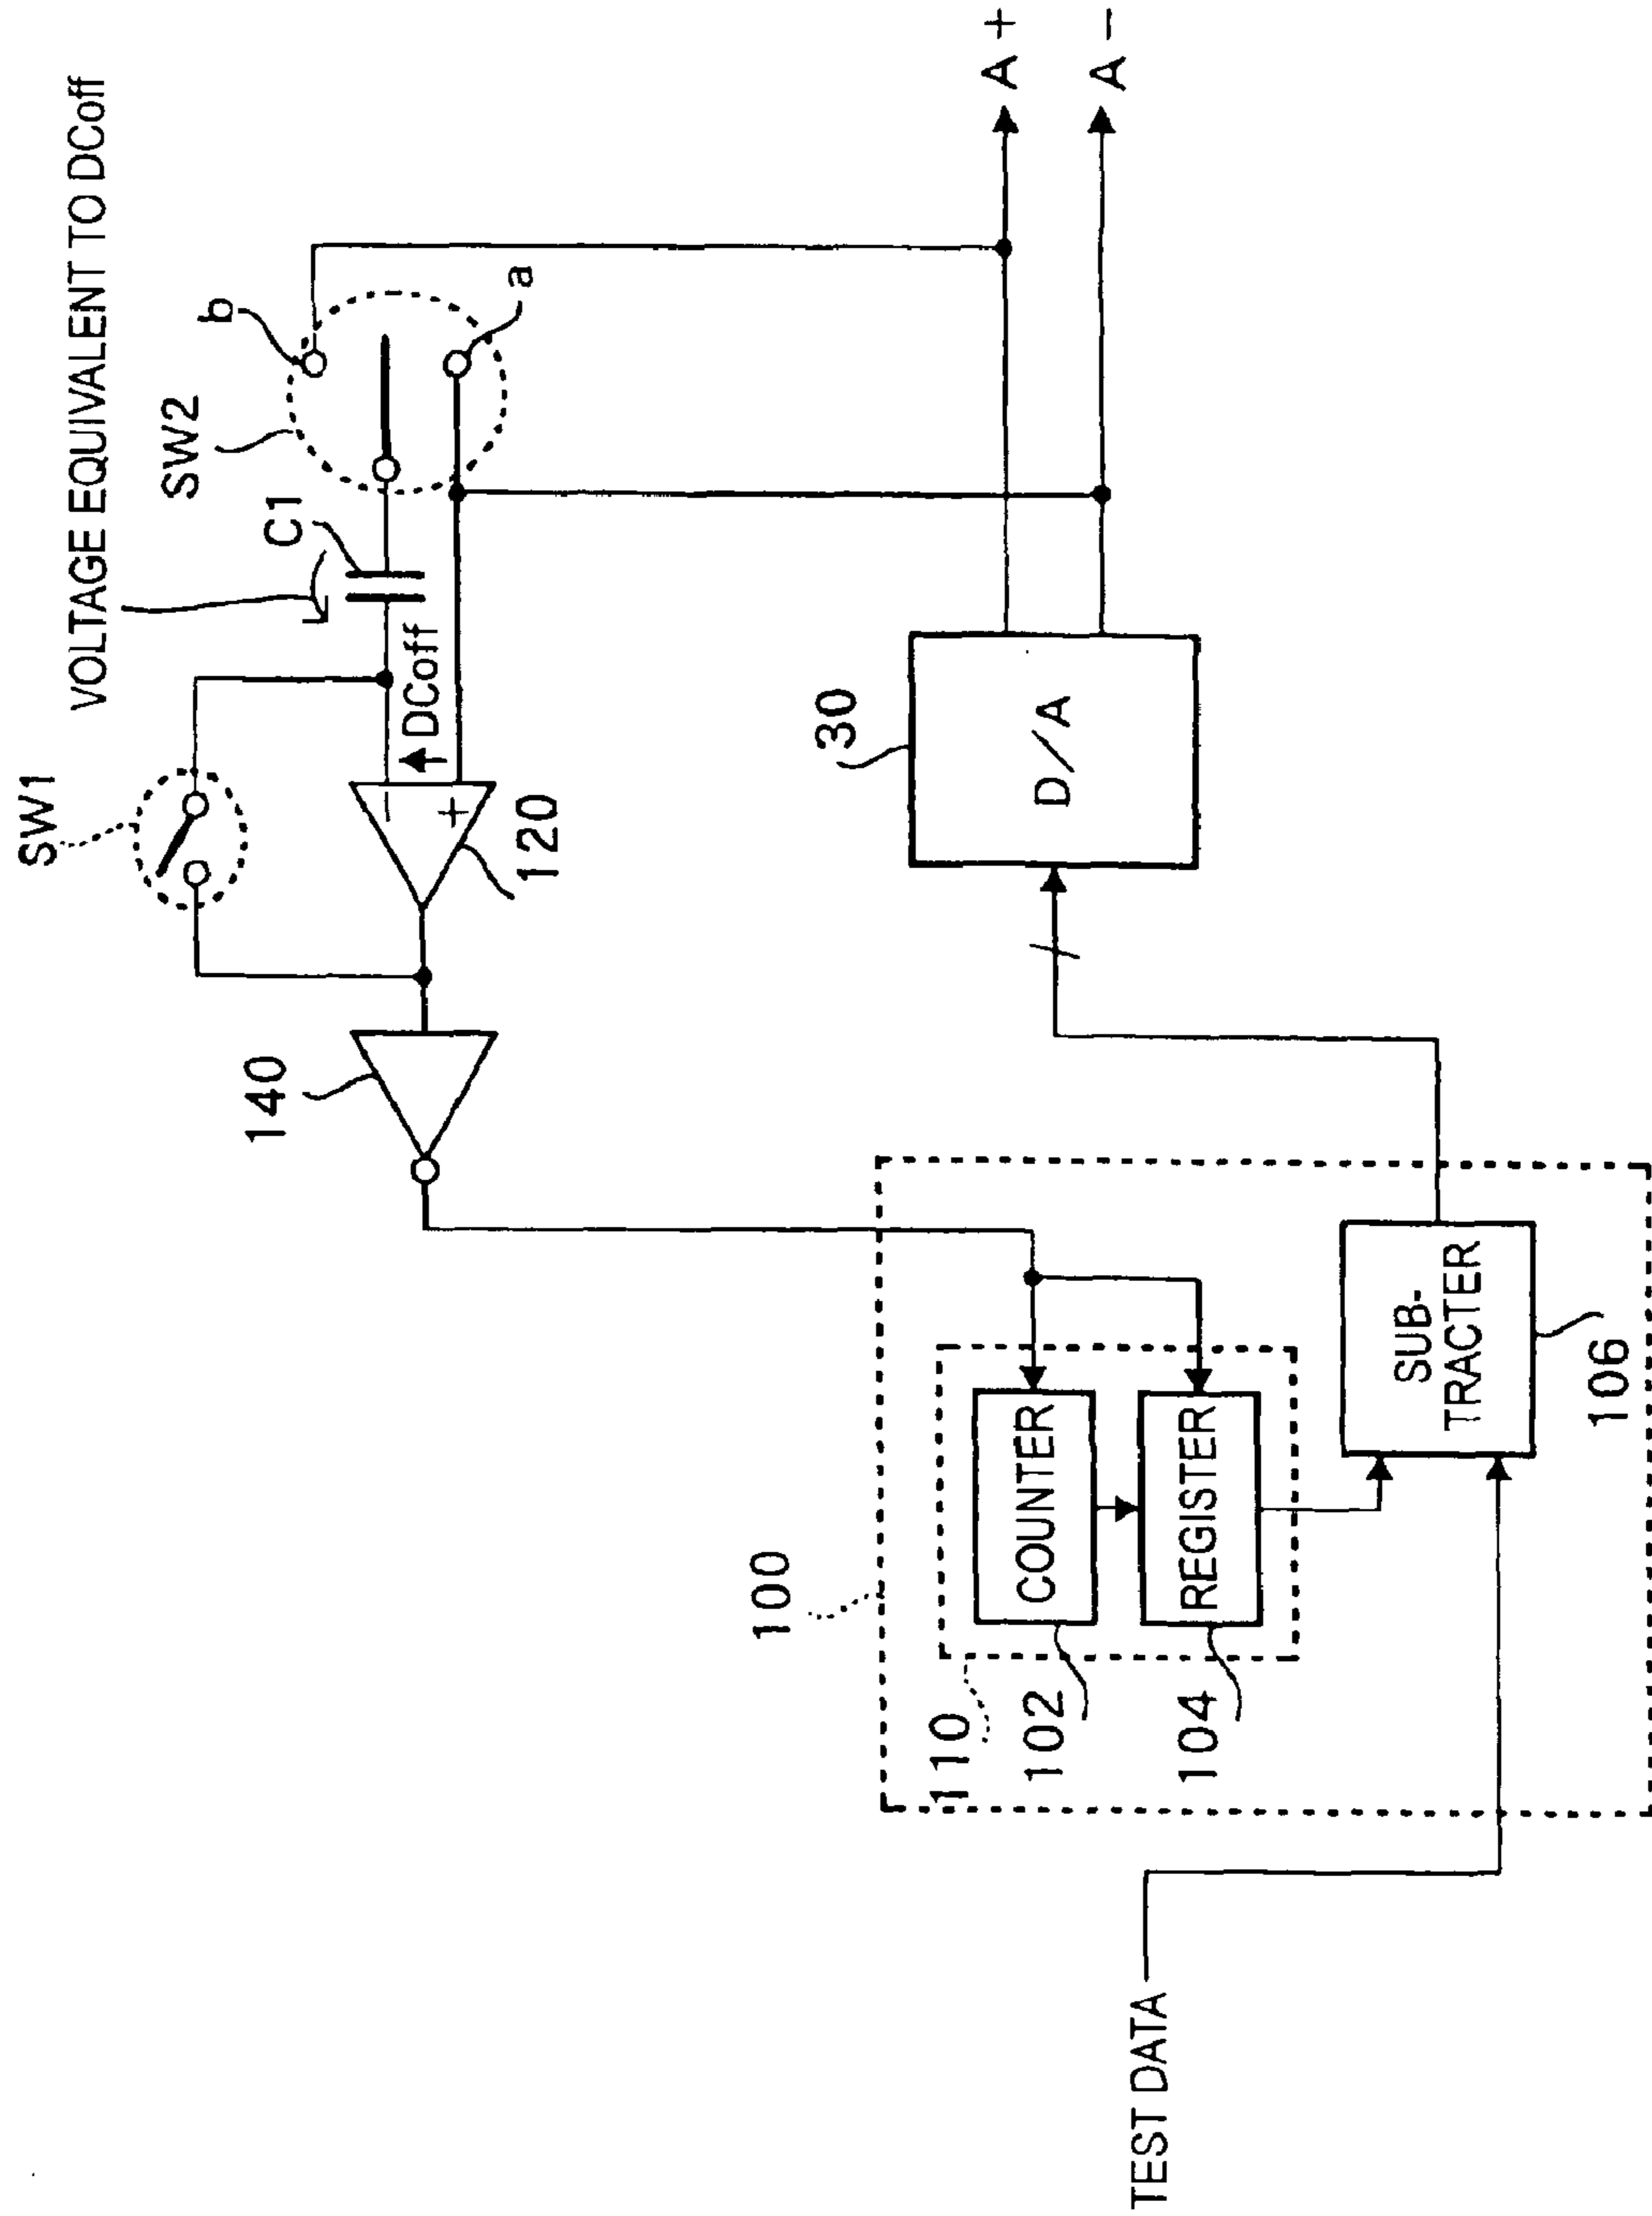 VOLTAGE EQUIVALENT TO DCoff
SW1
SW2
C1
b
a
DCoff
−
+
120
140
A +
A −
30
D/A
100
110
COUNTER
102
REGISTER
104
SUB-
TRACTER
106
TEST DATA